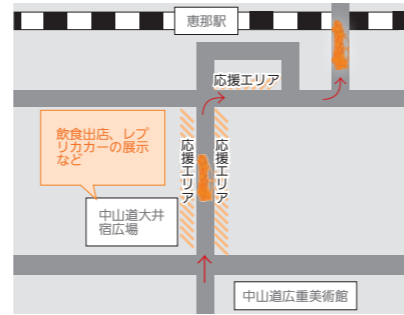 恵那駅
応援エリア
飲食出店、レプ
リカカーの展示
など
応援エリア
応援エリア
中山道大井
宿広場
中山道広重美術館